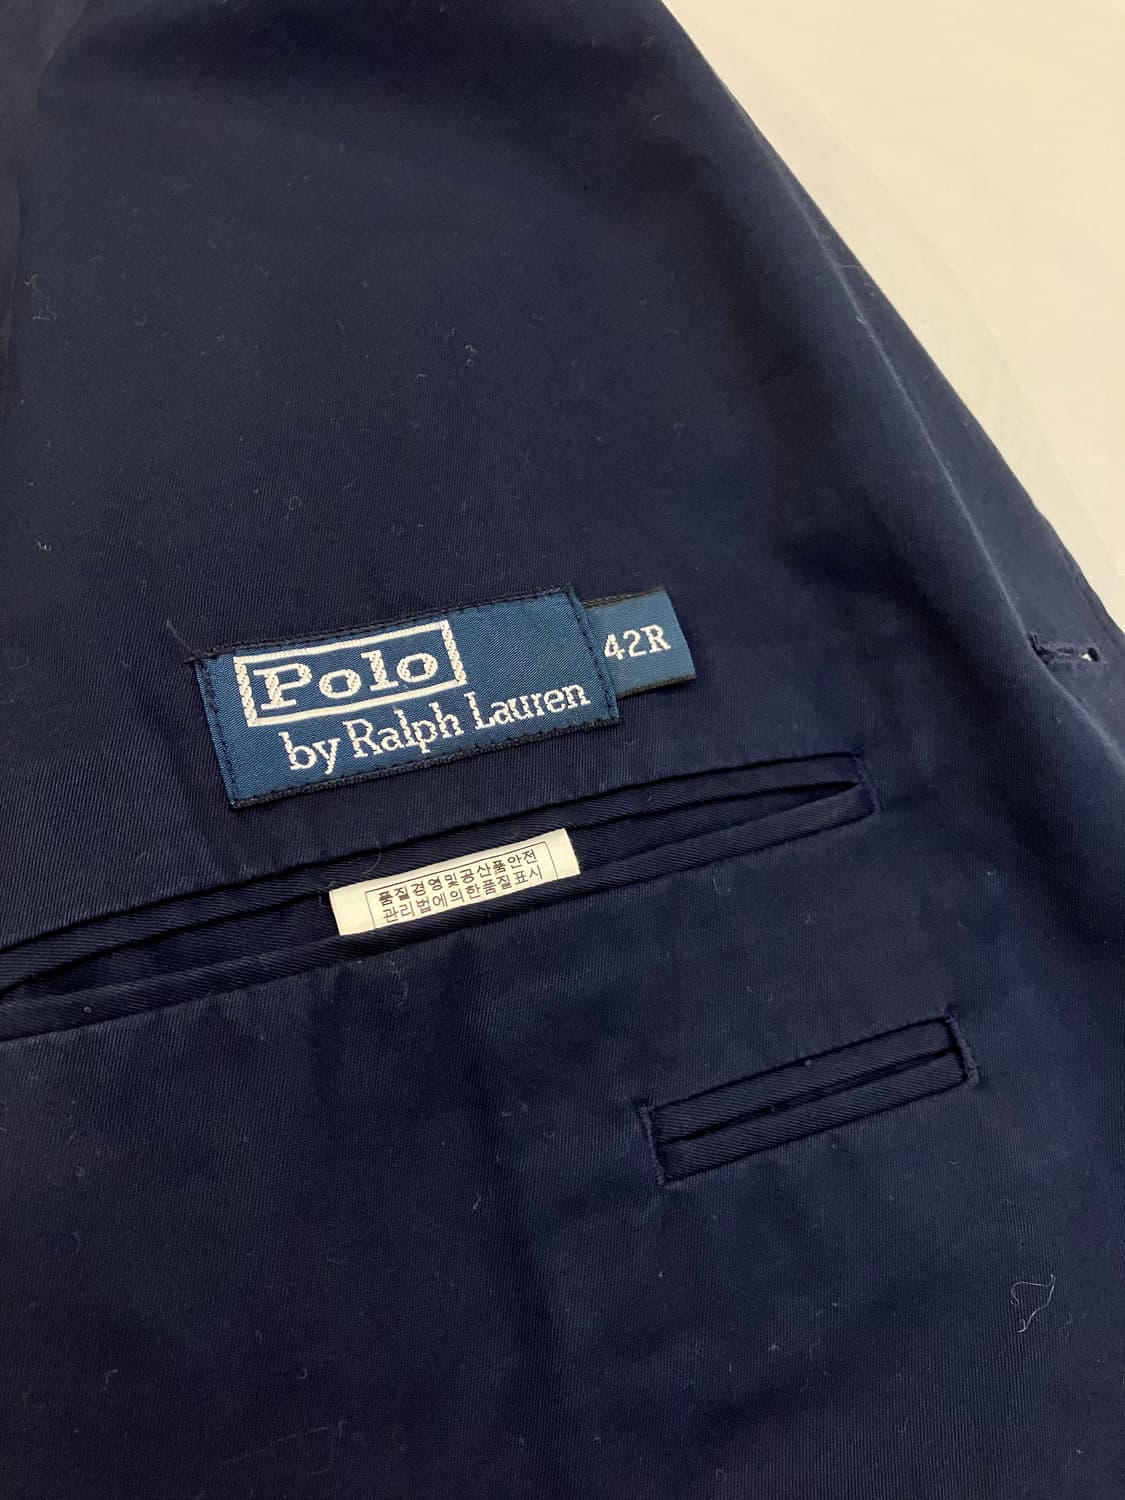 Polo
by Ralph Lauren
42R
품질경영및공산품안전
관리법에의한품질표시